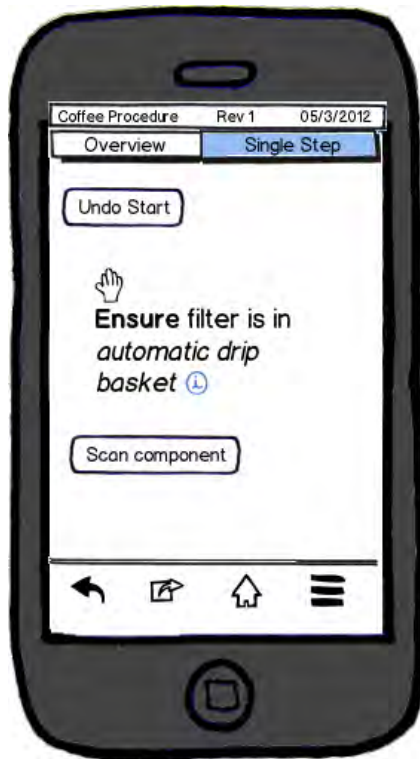 Coffee Procedure Rev 1 05/3/2012
Overview Single Step
Undo Start
Ensure filter is in
automatic drip
basket i
Scan component